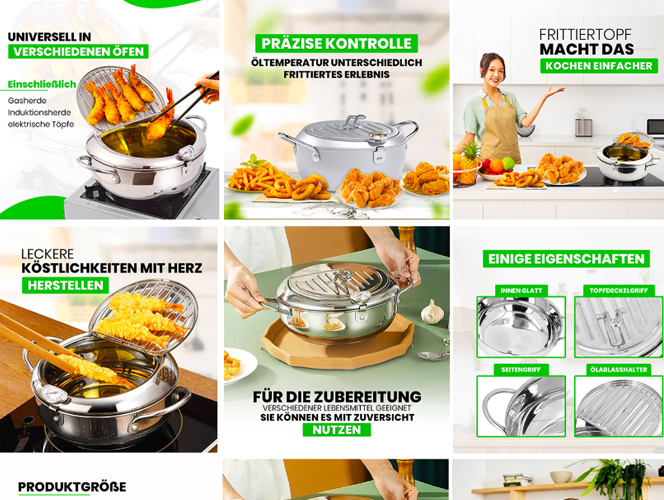 UNIVERSELL IN
VERSCHIEDENEN ÖFEN
Einschließlich
Gasherde
Induktionsherde
elektrische Töpfe
PRÄZISE KONTROLLE
ÖLTEMPERATUR UNTERSCHIEDLICH
FRITTIERTES ERLEBNIS
FRITTIERTOPF
MACHT DAS
KOCHEN EINFACHER
LECKERE
KÖSTLICHKEITEN MIT HERZ
HERSTELLEN
FÜR DIE ZUBEREITUNG
VERSCHIEDENER LEBENSMITTEL GEEIGNET
SIE KÖNNEN ES MIT ZUVERSICHT
NUTZEN
EINIGE EIGENSCHAFTEN
INNEN GLATT
TOPFDECKELGRIFF
SEITENGRIFF
ÖLABLASSHALTER
PRODUKTGRÖßE